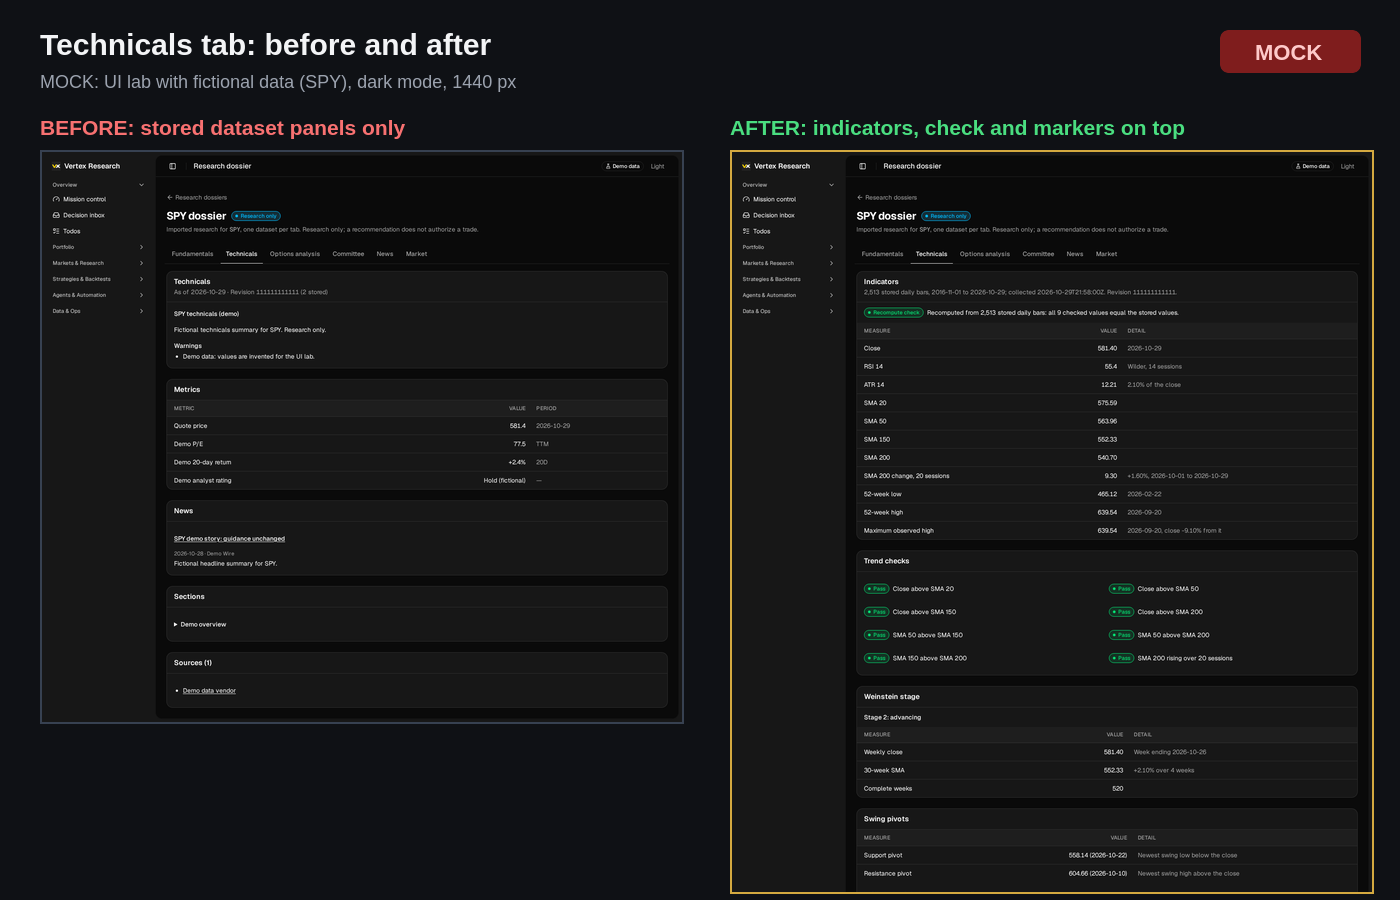 Technicals tab: before and after
MOCK
MOCK: UI lab with fictional data (SPY), dark mode, 1440 px
BEFORE: stored dataset panels only
Vertex Research
Research dossier
Demo data
Light
Overview
Mission control
Decision inbox
Todos
Portfolio
Markets & Research
Strategies & Backtests
Agents & Automation
Data & Ops
← Research dossiers
SPY dossier
Research only
Imported research for SPY, one dataset per tab. Research only; a recommendation does not authorize a trade.
Fundamentals Technicals Options analysis Committee News Market
Technicals
As of 2026-10-29 · Revision 111111111111 (2 stored)
SPY technicals (demo)
Fictional technicals summary for SPY. Research only.
Warnings
• Demo data: values are invented for the UI lab.
Metrics
METRIC VALUE PERIOD
Quote price 581.4 2026-10-29
Demo P/E 77.5 TTM
Demo 20-day return +2.4% 20D
Demo analyst rating Hold (fictional) —
News
SPY demo story: guidance unchanged
2026-10-28 · Demo Wire
Fictional headline summary for SPY.
Sections
Demo overview
Sources (1)
• Demo data vendor
AFTER: indicators, check and markers on top
Vertex Research
Research dossier
Demo data
Light
Overview
Mission control
Decision inbox
Todos
Portfolio
Markets & Research
Strategies & Backtests
Agents & Automation
Data & Ops
← Research dossiers
SPY dossier
Research only
Imported research for SPY, one dataset per tab. Research only; a recommendation does not authorize a trade.
Fundamentals Technicals Options analysis Committee News Market
Indicators
2,513 stored daily bars, 2016-11-01 to 2026-10-29; collected 2026-10-29T21:58:00Z. Revision 111111111111.
Recompute check Recomputed from 2,513 stored daily bars: all 9 checked values equal the stored values.
MEASURE VALUE DETAIL
Close 581.40 2026-10-29
RSI 14 55.4 Wilder, 14 sessions
ATR 14 12.21 2.10% of the close
SMA 20 575.59
SMA 50 563.96
SMA 150 552.33
SMA 200 540.70
SMA 200 change, 20 sessions 9.30 +1.60%, 2026-10-01 to 2026-10-29
52-week low 465.12 2026-02-22
52-week high 639.54 2026-09-20
Maximum observed high 639.54 2026-09-20, close -9.10% from it
Trend checks
Pass Close above SMA 20
Pass Close above SMA 50
Pass Close above SMA 150
Pass Close above SMA 200
Pass SMA 50 above SMA 150
Pass SMA 50 above SMA 200
Pass SMA 150 above SMA 200
Pass SMA 200 rising over 20 sessions
Weinstein stage
Stage 2: advancing
MEASURE VALUE DETAIL
Weekly close 581.40 Week ending 2026-10-26
30-week SMA 552.33 +2.10% over 4 weeks
Complete weeks 520
Swing pivots
MEASURE VALUE DETAIL
Support pivot 558.14 (2026-10-22) Newest swing low below the close
Resistance pivot 604.66 (2026-10-10) Newest swing high above the close